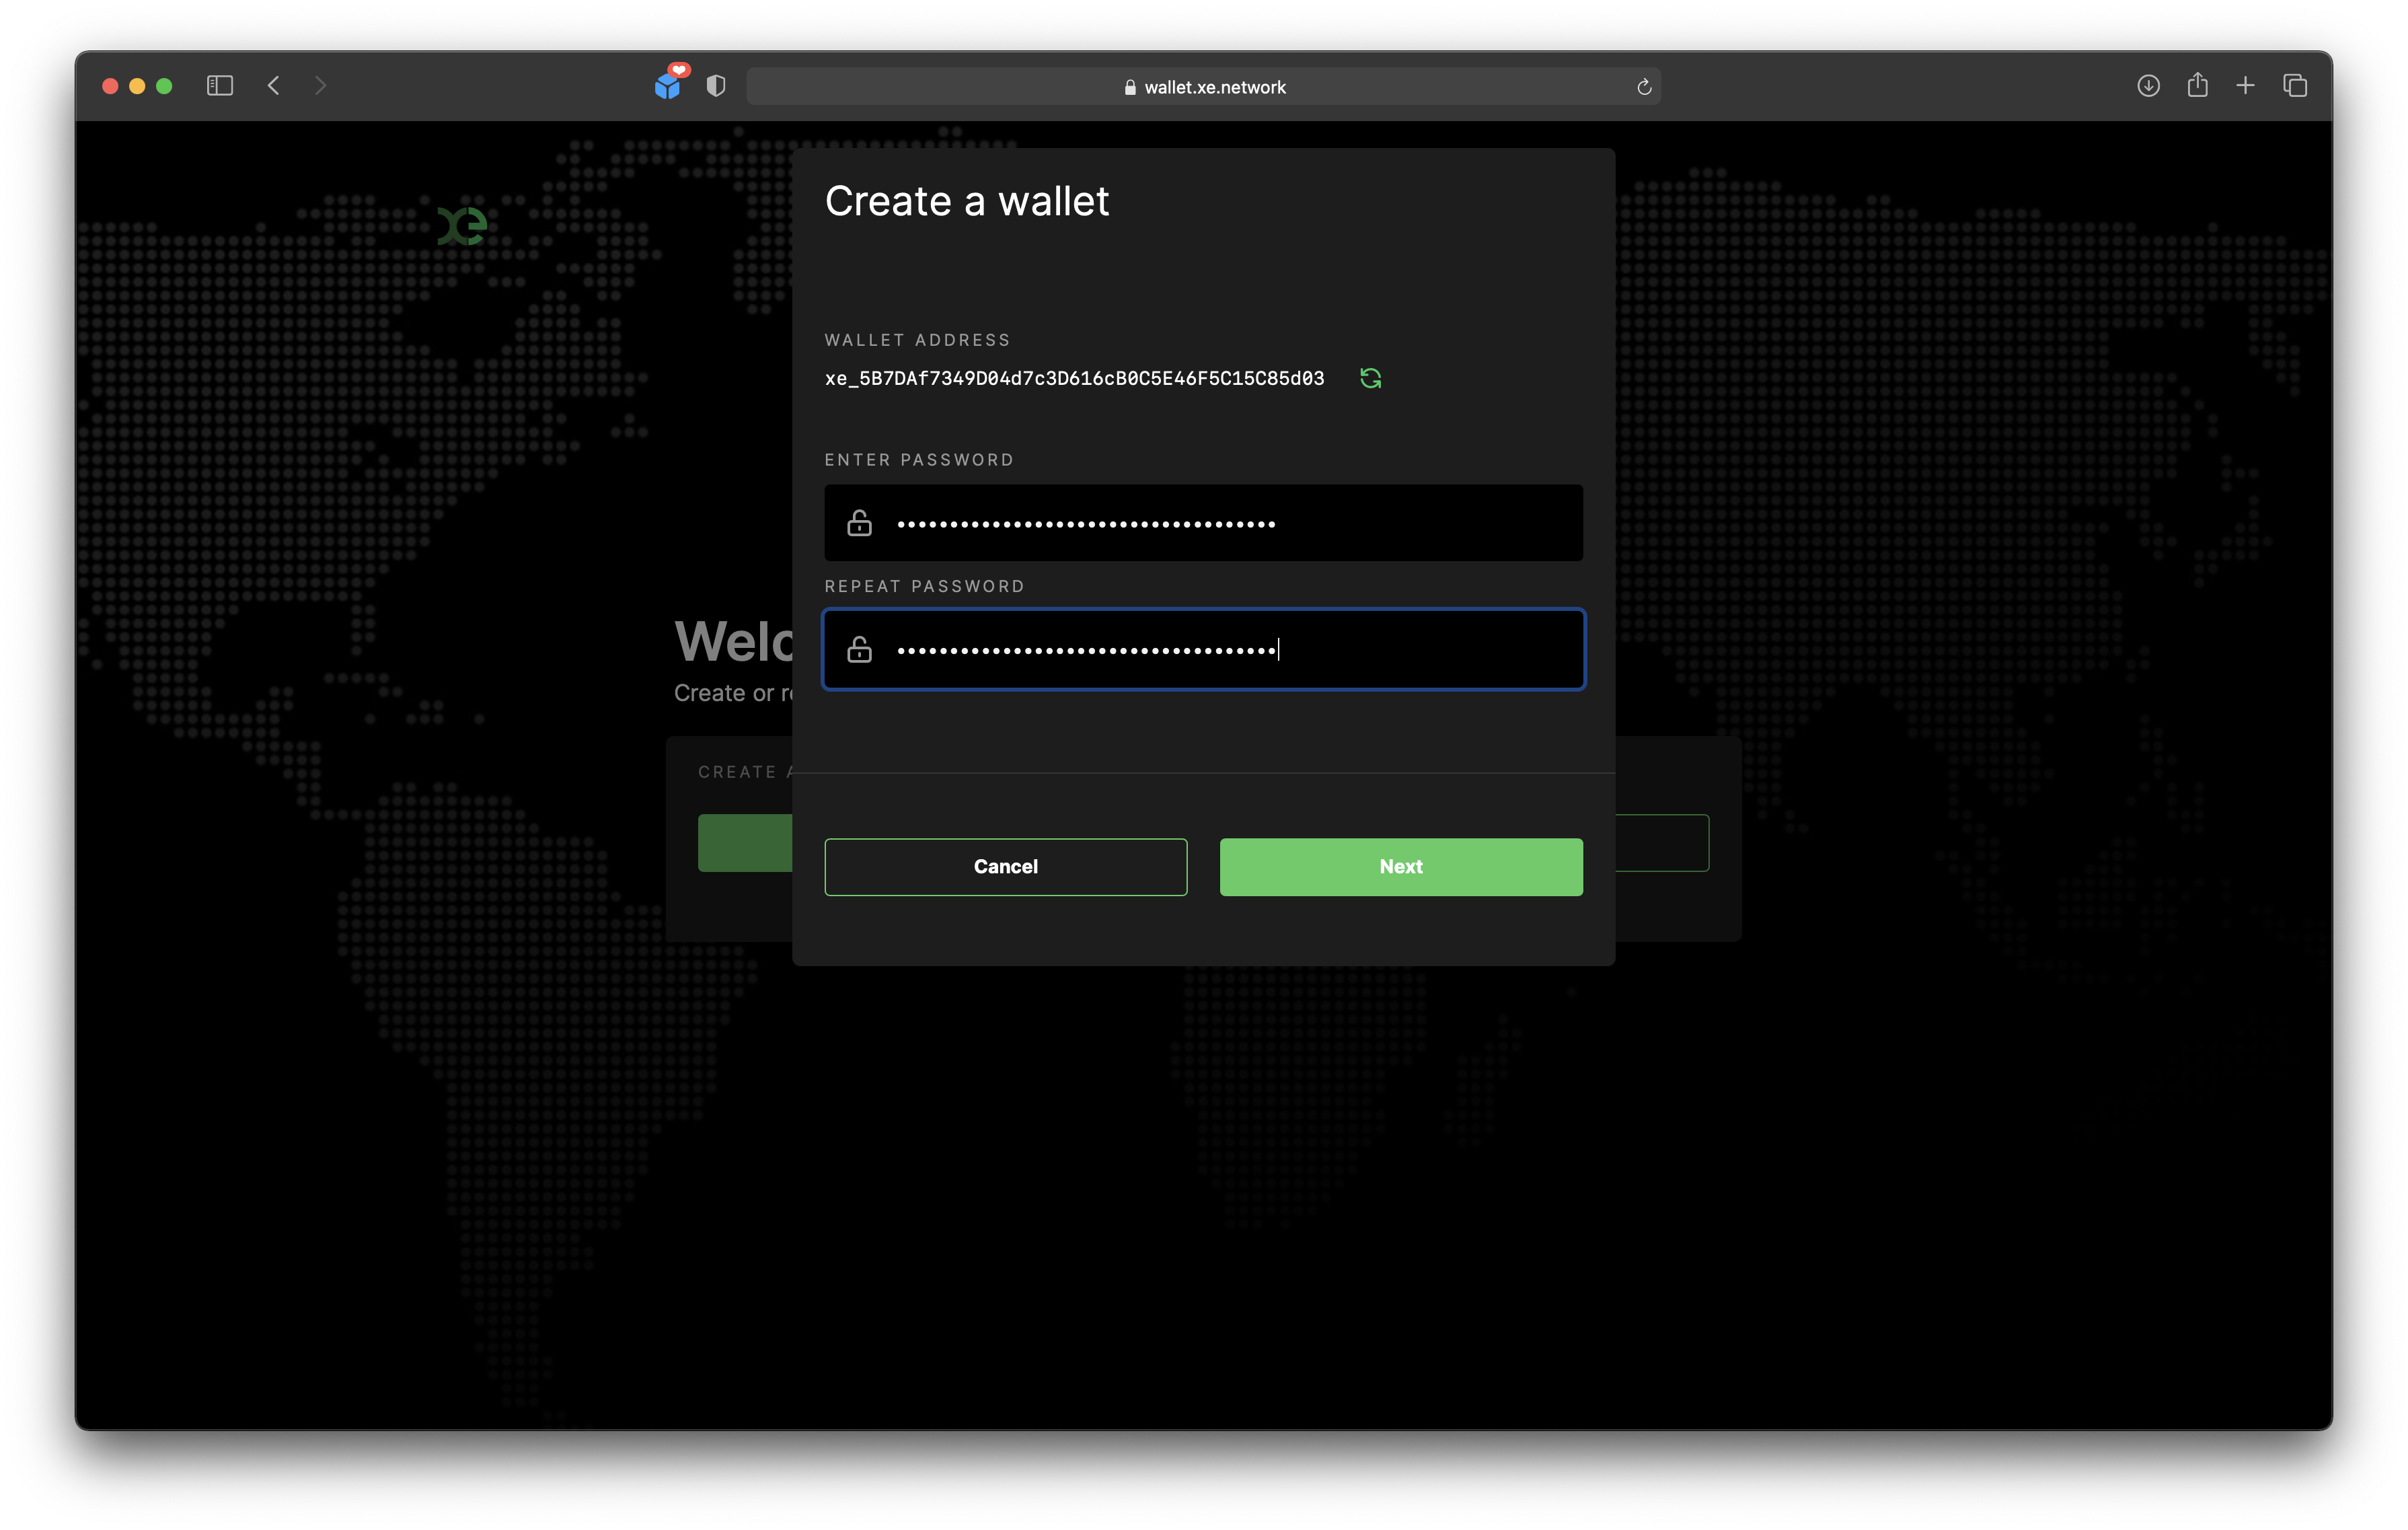 wallet.xe.network
xe
Create a wallet
WALLET ADDRESS
xe_5B7DAf7349D04d7c3D616cB0C5E46F5C15C85d03
ENTER PASSWORD
••••••••••••••••••••••••••••••••••••
REPEAT PASSWORD
••••••••••••••••••••••••••••••••••••
Welc
Create or re
CREATE A
Cancel
Next